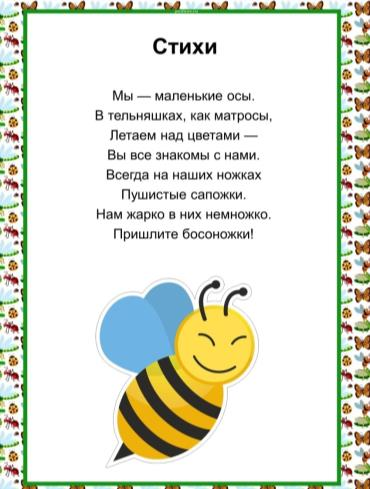 Стихи
Мы — маленькие осы.
В тельняшках, как матросы,
Летаем над цветами —
Вы все знакомы с нами.
Всегда на наших ножках
Пушистые сапожки.
Нам жарко в них немножко.
Пришлите босоножки!